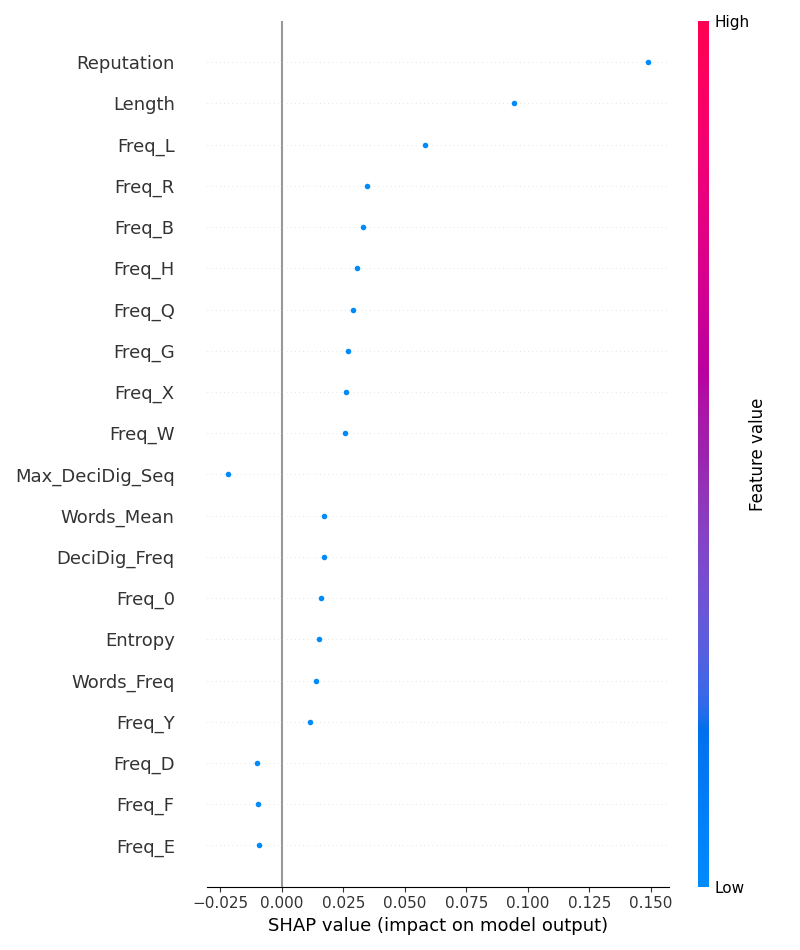 High
Reputation
Length
Freq_L
Freq_R
Freq_B
Freq_H
Freq_Q
Freq_G
Freq_X
Freq_W
Max_DeciDig_Seq
Words_Mean
DeciDig_Freq
Freq_0
Entropy
Words_Freq
Freq_Y
Freq_D
Freq_F
Freq_E
Feature value
Low
−0.025 0.000 0.025 0.050 0.075 0.100 0.125 0.150
SHAP value (impact on model output)